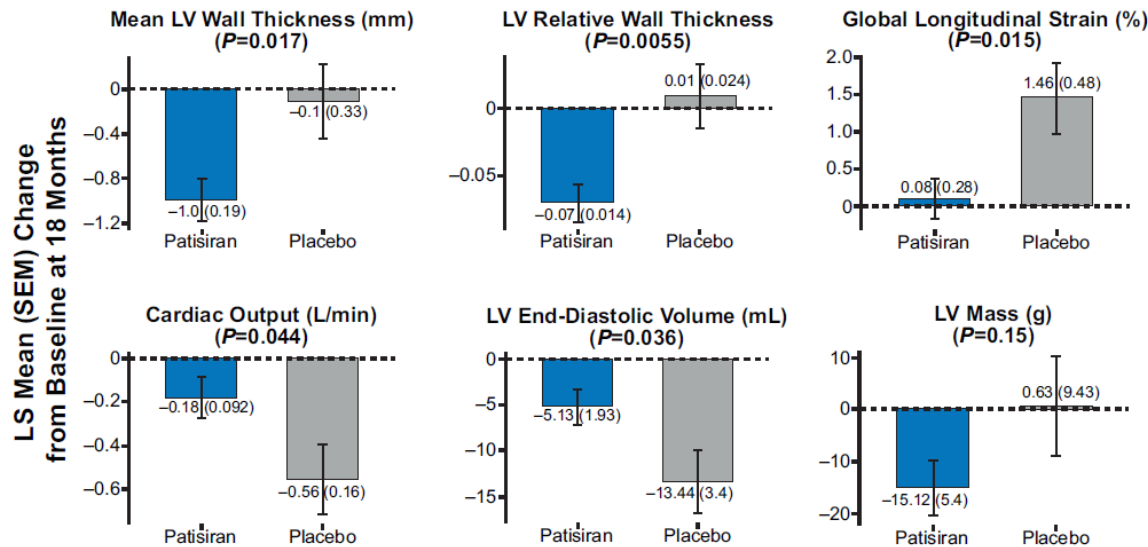 LS Mean (SEM) Change
from Baseline at 18 Months
Mean LV Wall Thickness (mm)
(P=0.017)
0
–0.4
–0.8
–1.2
–1.0 (0.19)
–0.1 (0.33)
Patisiran
Placebo
LV Relative Wall Thickness
(P=0.0055)
0
–0.05
–0.07 (0.014)
0.01 (0.024)
Patisiran
Placebo
Global Longitudinal Strain (%)
(P=0.015)
2.0
1.5
1.0
0.5
0
0.08 (0.28)
1.46 (0.48)
Patisiran
Placebo
Cardiac Output (L/min)
(P=0.044)
0
–0.2
–0.4
–0.6
–0.18 (0.092)
–0.56 (0.16)
Patisiran
Placebo
LV End-Diastolic Volume (mL)
(P=0.036)
0
–5
–10
–15
–5.13 (1.93)
–13.44 (3.4)
Patisiran
Placebo
LV Mass (g)
(P=0.15)
10
0
–10
–20
–15.12 (5.4)
0.63 (9.43)
Patisiran
Placebo